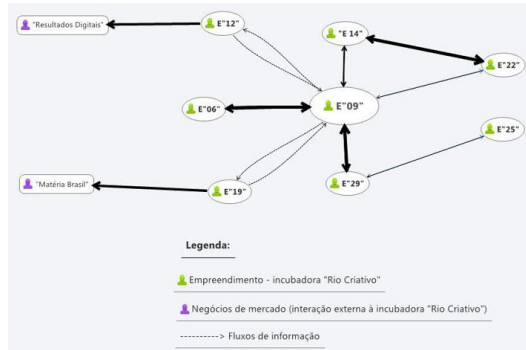 "Resultados Digitais"
E"12"
"E 14"
E"22"
E"06"
E"09"
E"25"
"Matéria Brasil"
E"19"
E"29"
Legenda:
Empreendimento - incubadora "Rio Criativo"
Negócios de mercado (interação externa à incubadora "Rio Criativo")
----------> Fluxos de informação